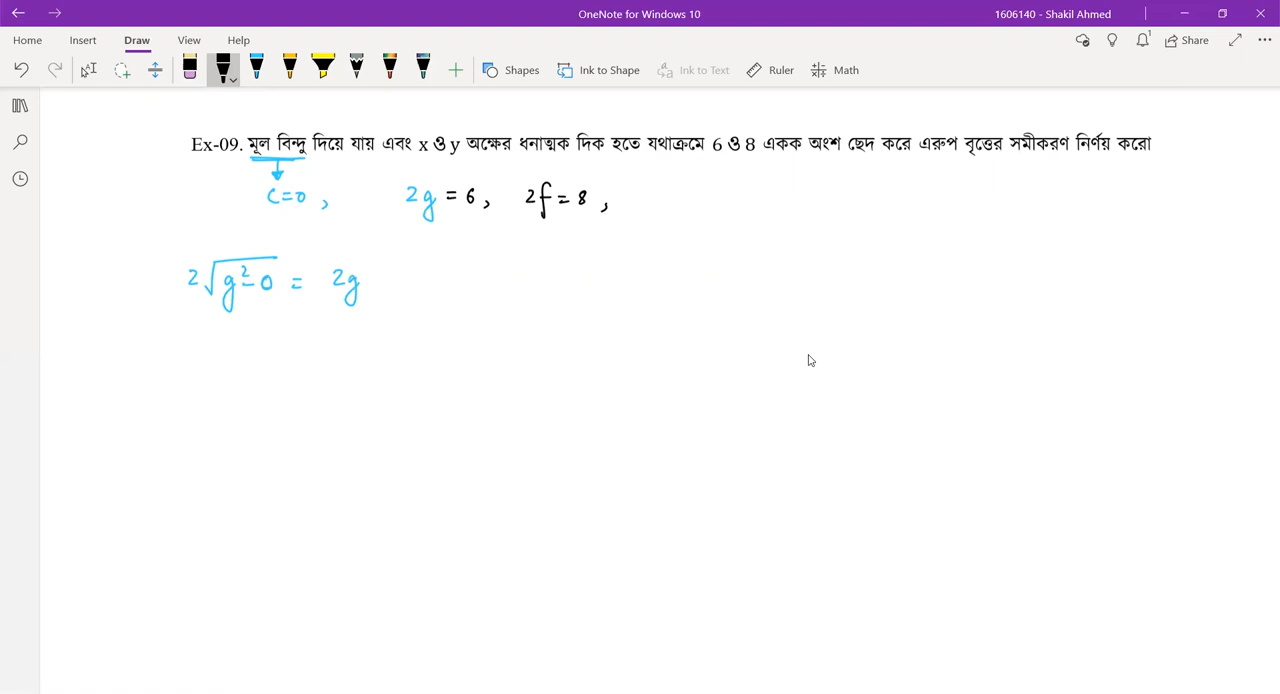 OneNote for Windows 10
1606140 - Shakil Ahmed
Home Insert Draw View Help
Share
Shapes Ink to Shape Ink to Text Ruler Math
Ex-09. মূল বিন্দু দিয়ে যায় এবং x ও y অক্ষের ধনাত্মক দিক হতে যথাক্রমে 6 ও 8 একক অংশ ছেদ করে এরুপ বৃত্তের সমীকরণ নির্ণয় করো
c=0, 2g = 6, 2f = 8,
2√(g²-0) = 2g